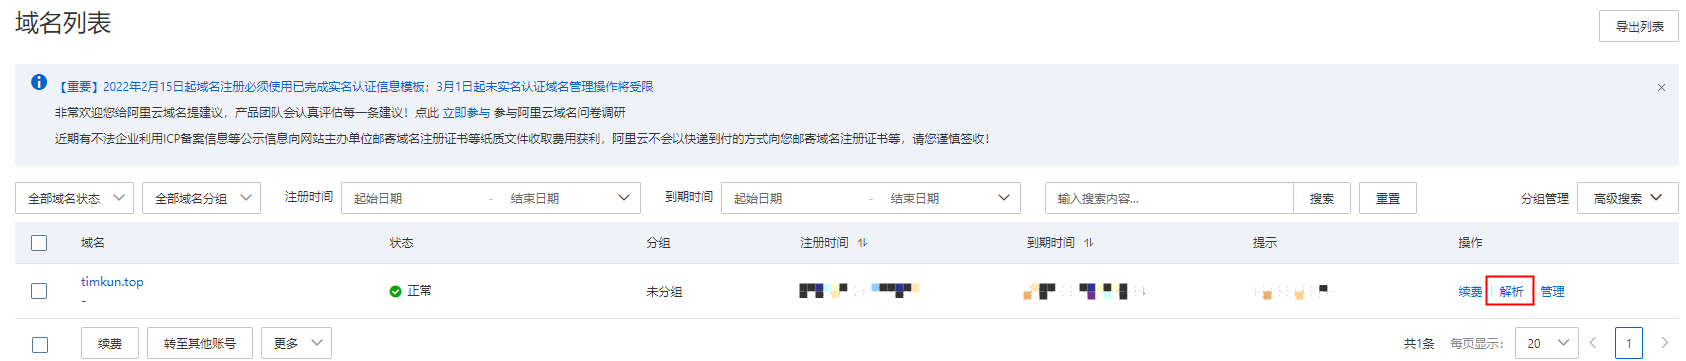 域名列表
导出列表
【重要】2022年2月15日起域名注册必须使用已完成实名认证信息模板；3月1日起未实名认证域名管理操作将受限
非常欢迎您给阿里云域名提建议，产品团队会认真评估每一条建议！点此 立即参与 参与阿里云域名问卷调研
近期有不法企业利用ICP备案信息等公示信息向网站主办单位邮寄域名注册证书等纸质文件收取费用获利，阿里云不会以快递到付的方式向您邮寄域名注册证书等，请您谨慎签收！
全部域名状态 全部域名分组 注册时间 起始日期 - 结束日期 到期时间 起始日期 - 结束日期 输入搜索内容... 搜索 重置 分组管理 高级搜索
域名 状态 分组 注册时间 到期时间 提示 操作
timkun.top 正常 未分组 续费 解析 管理
-
续费 转至其他账号 更多 共1条 每页显示： 20 1